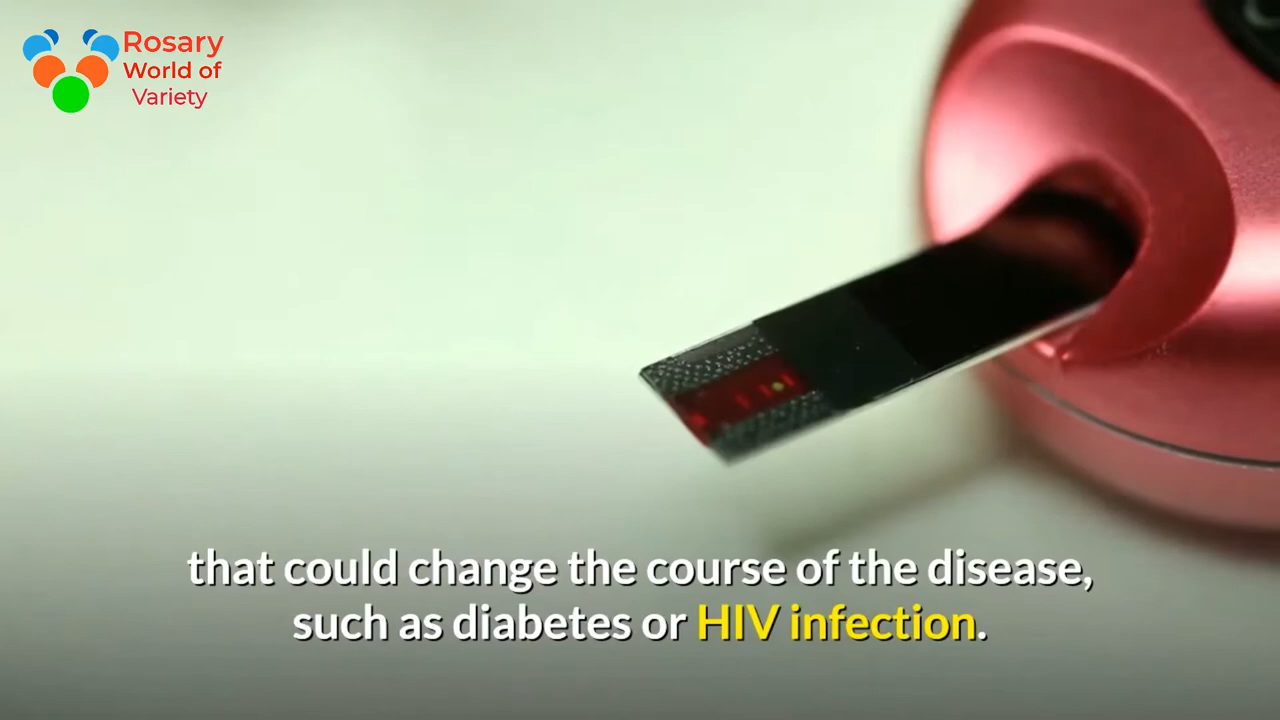 Rosary
World of
Variety
that could change the course of the disease,
such as diabetes or HIV infection.